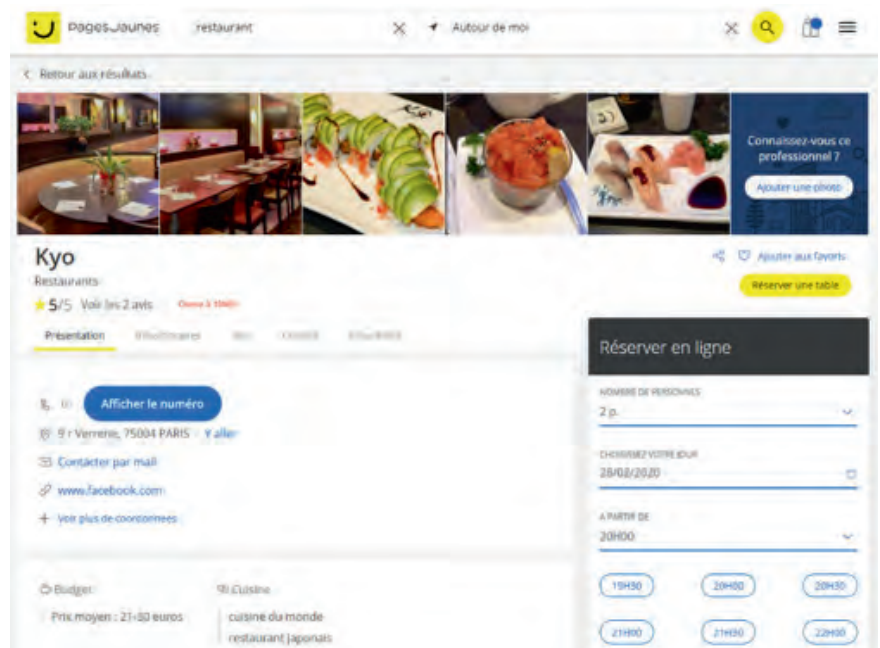 PagesJaunes
restaurant
Autour de moi
Retour aux résultats
Connaissez-vous ce
professionnel ?
Ajouter une photo
Kyo
Restaurants
5/5 Voir les 2 avis
Ajouter aux favoris
Réserver une table
Présentation
Réserver en ligne
Afficher le numéro
9 r Verrerie, 75004 PARIS
Y aller
Contacter par mail
www.facebook.com
Voir plus de coordonnées
NOMBRE DE PERSONNES
2 p.
CHOISISSEZ VOTRE JOUR
28/02/2020
A PARTIR DE
20H00
19H30 20H00 20H30
21H00 21H30 22H00
Budget
Prix moyen : 21-30 euros
Cuisine
cuisine du monde
restaurant japonais